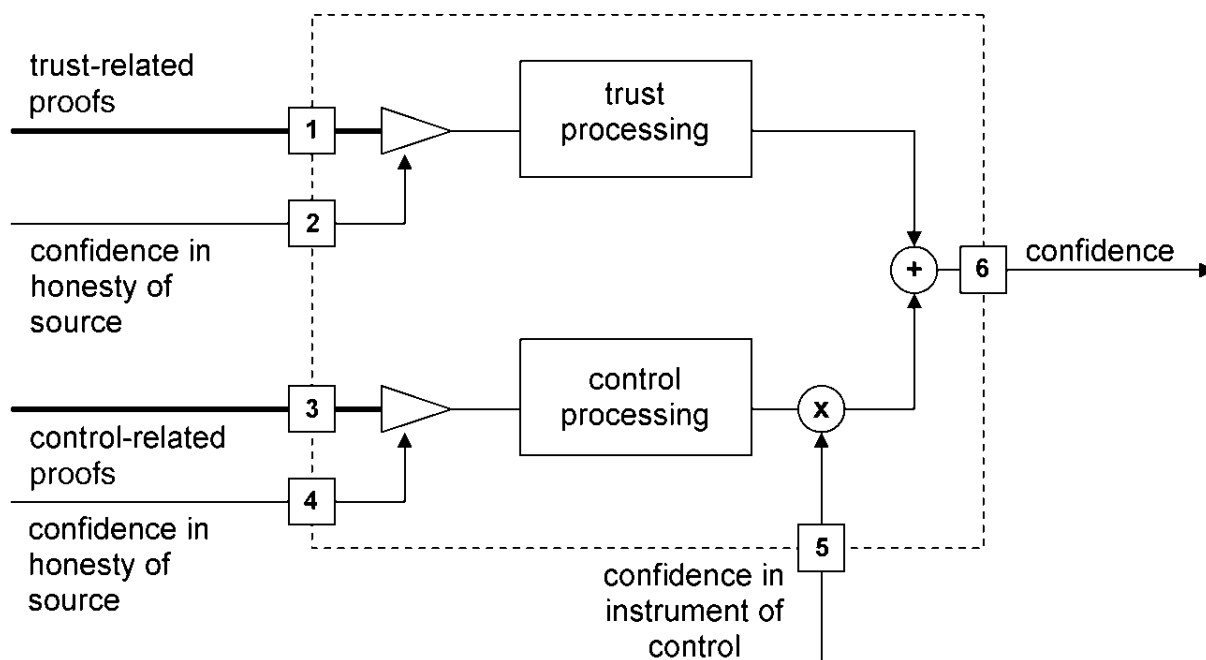 trust-related
proofs
1
trust
processing
2
confidence in
honesty of
source
+
6
confidence
3
control
processing
x
control-related
proofs
4
confidence in
honesty of
source
5
confidence in
instrument of
control